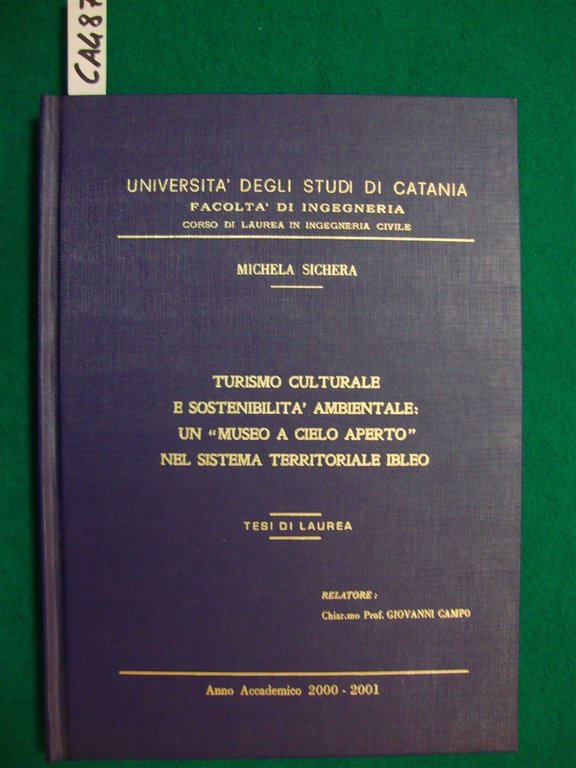 CA487
UNIVERSITA' DEGLI STUDI DI CATANIA
FACOLTA' DI INGEGNERIA
CORSO DI LAUREA IN INGEGNERIA CIVILE
MICHELA SICHERA
TURISMO CULTURALE
E SOSTENIBILITA' AMBIENTALE:
UN "MUSEO A CIELO APERTO"
NEL SISTEMA TERRITORIALE IBLEO
TESI DI LAUREA
RELATORE:
Chiar.mo Prof. GIOVANNI CAMPO
Anno Accademico 2000 - 2001